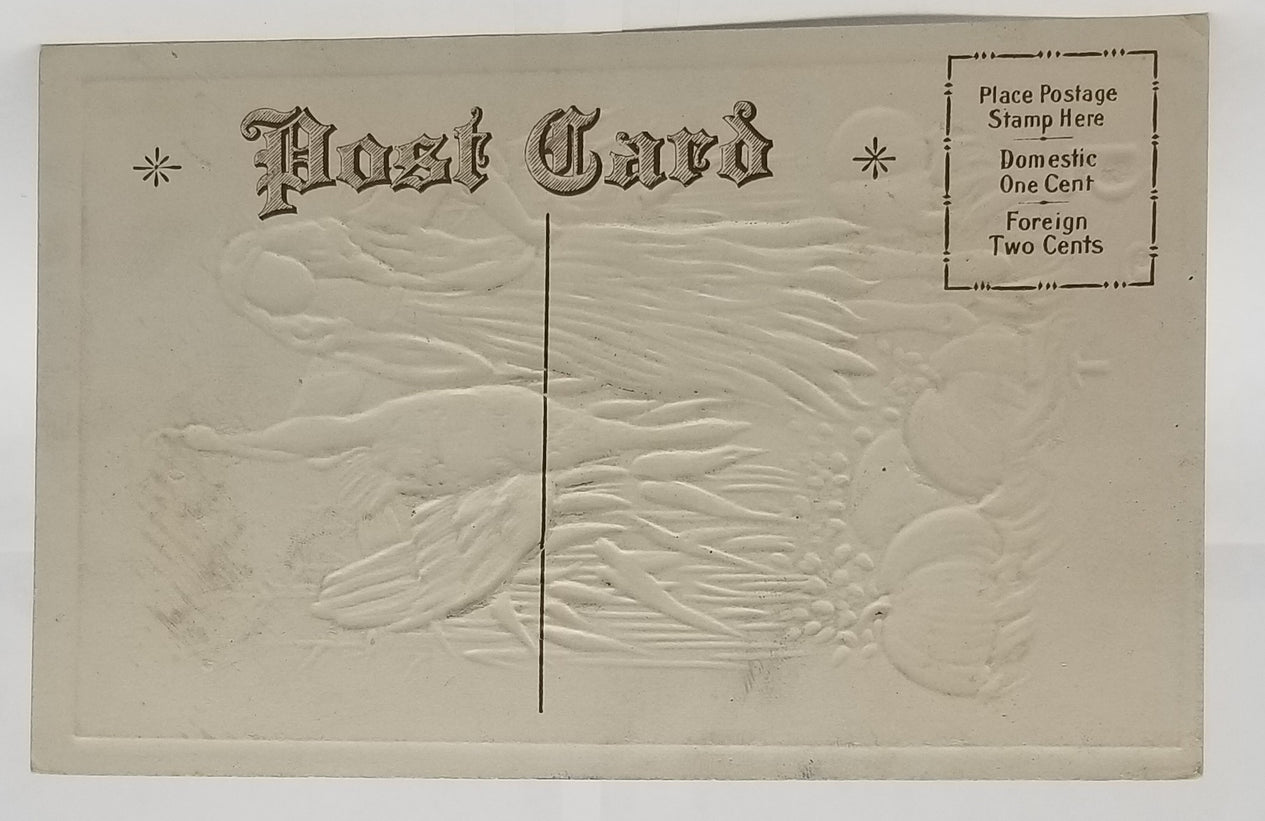 Post Card
Place Postage
Stamp Here
Domestic
One Cent
Foreign
Two Cents